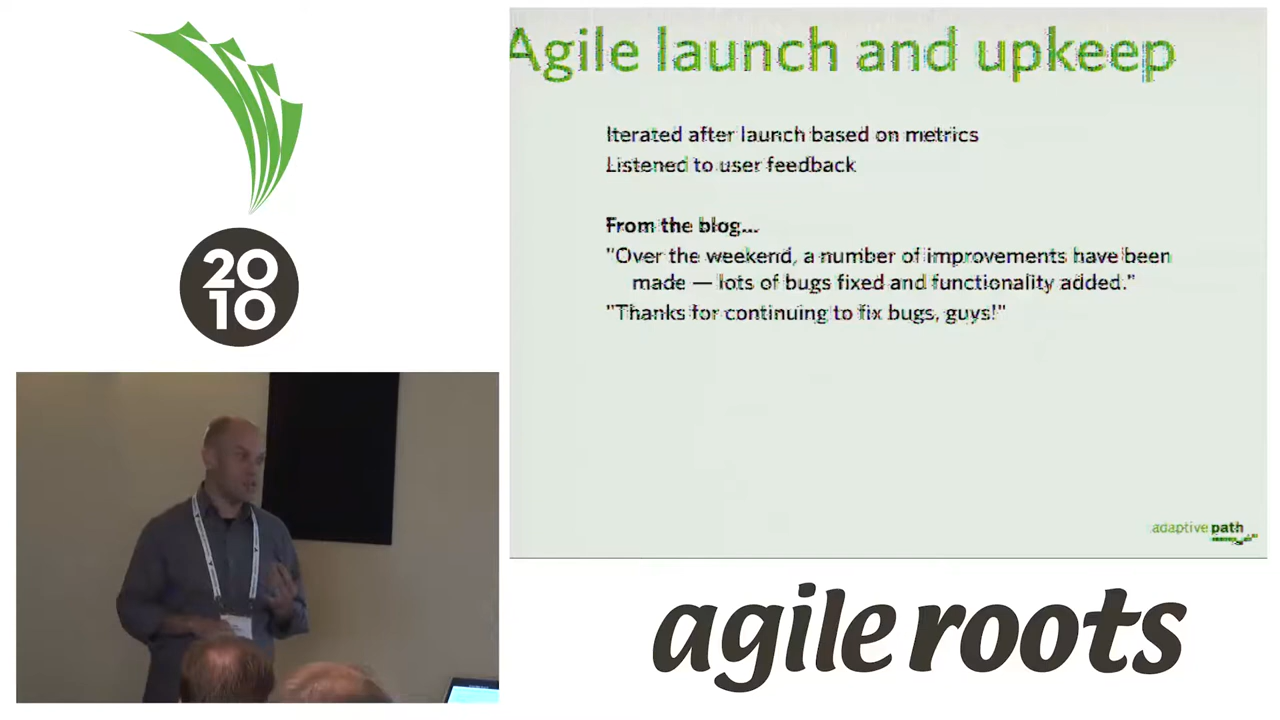 Agile launch and upkeep
Iterated after launch based on metrics
Listened to user feedback
From the blog...
"Over the weekend, a number of improvements have been
made — lots of bugs fixed and functionality added."
"Thanks for continuing to fix bugs, guys!"
adaptive path
20
10
agile roots